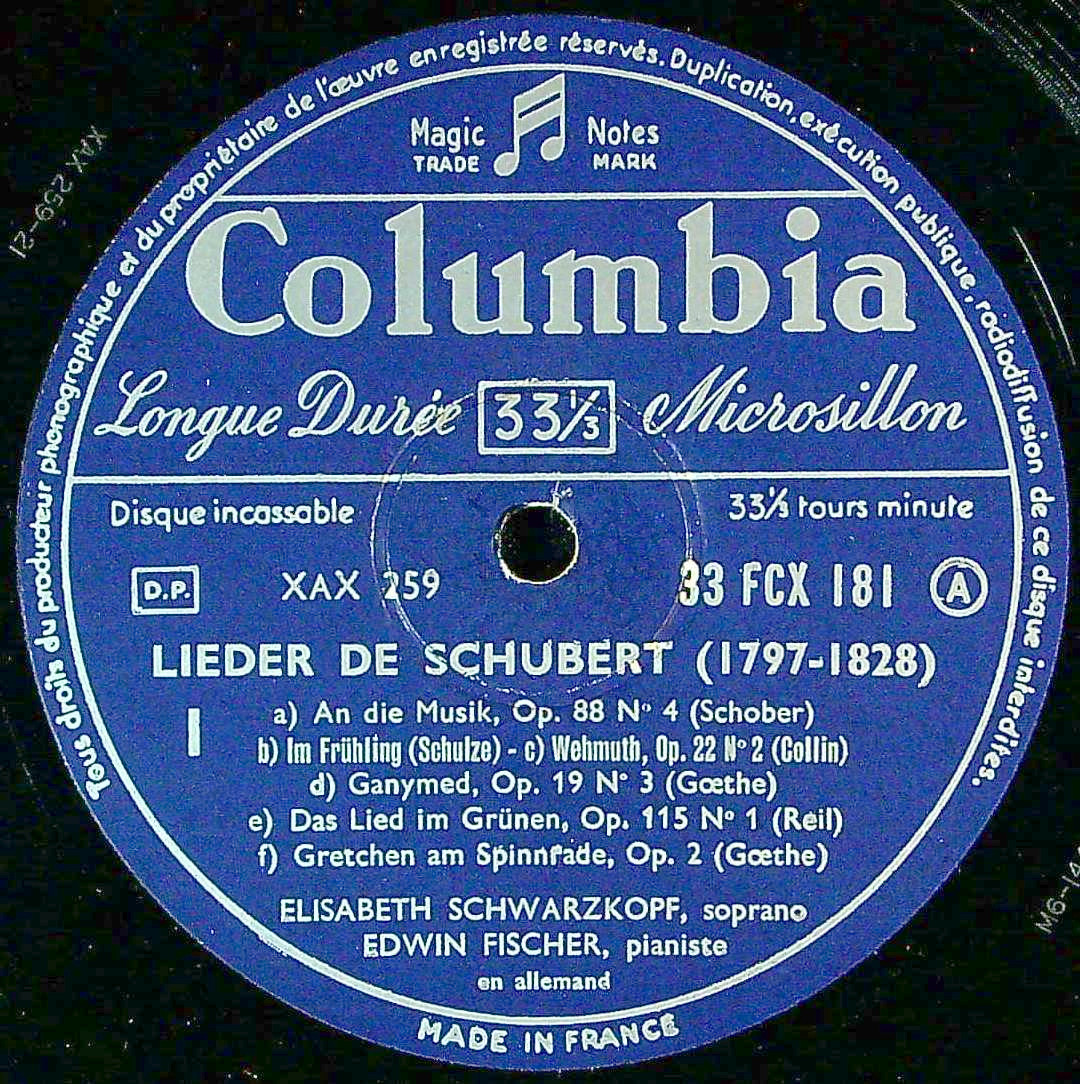 Tous droits du producteur phonographique et du propriétaire de l'œuvre enregistrée réservés. Duplication, exécution publique, radiodiffusion de ce disque interdites.
Magic Notes
TRADE MARK
Columbia
Longue Durée 33⅓ Microsillon
Disque incassable 33⅓ tours minute
D.P. XAX 259 33 FCX 181 A
LIEDER DE SCHUBERT (1797-1828)
I a) An die Musik, Op. 88 N° 4 (Schober)
b) Im Frühling (Schulze) - c) Wehmuth, Op. 22 N° 2 (Collin)
d) Ganymed, Op. 19 N° 3 (Gœthe)
e) Das Lied im Grünen, Op. 115 N° 1 (Reil)
f) Gretchen am Spinnrade, Op. 2 (Gœthe)
ELISABETH SCHWARZKOPF, soprano
EDWIN FISCHER, pianiste
en allemand
MADE IN FRANCE
XAX 259-21